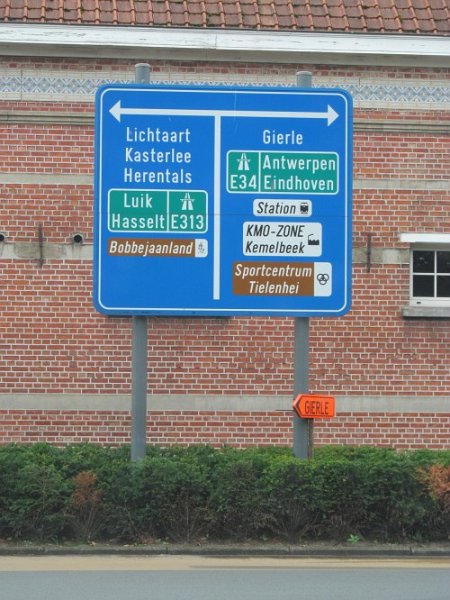 Lichtaart
Kasterlee
Herentals
Luik
Hasselt E313
Bobbejaanland
Gierle
Antwerpen
E34 Eindhoven
Station
KMO-ZONE
Kemelbeek
Sportcentrum
Tielenhei
GIERLE